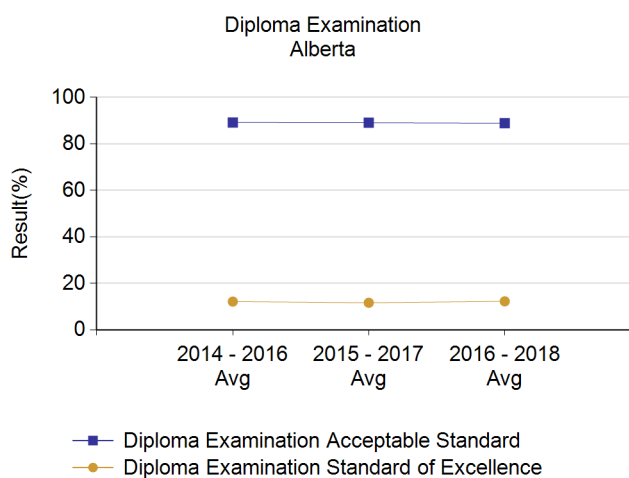 Diploma Examination
Alberta
100
80
60
40
20
0
Result(%)
2014 - 2016
Avg
2015 - 2017
Avg
2016 - 2018
Avg
Diploma Examination Acceptable Standard
Diploma Examination Standard of Excellence